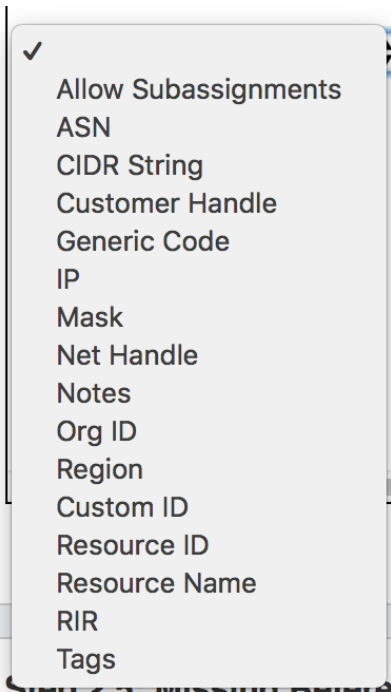 ✓
Allow Subassignments
ASN
CIDR String
Customer Handle
Generic Code
IP
Mask
Net Handle
Notes
Org ID
Region
Custom ID
Resource ID
Resource Name
RIR
Tags